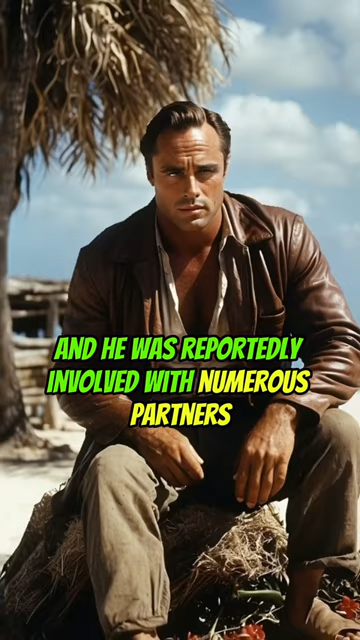 AND HE WAS REPORTEDLY
INVOLVED WITH NUMEROUS
PARTNERS